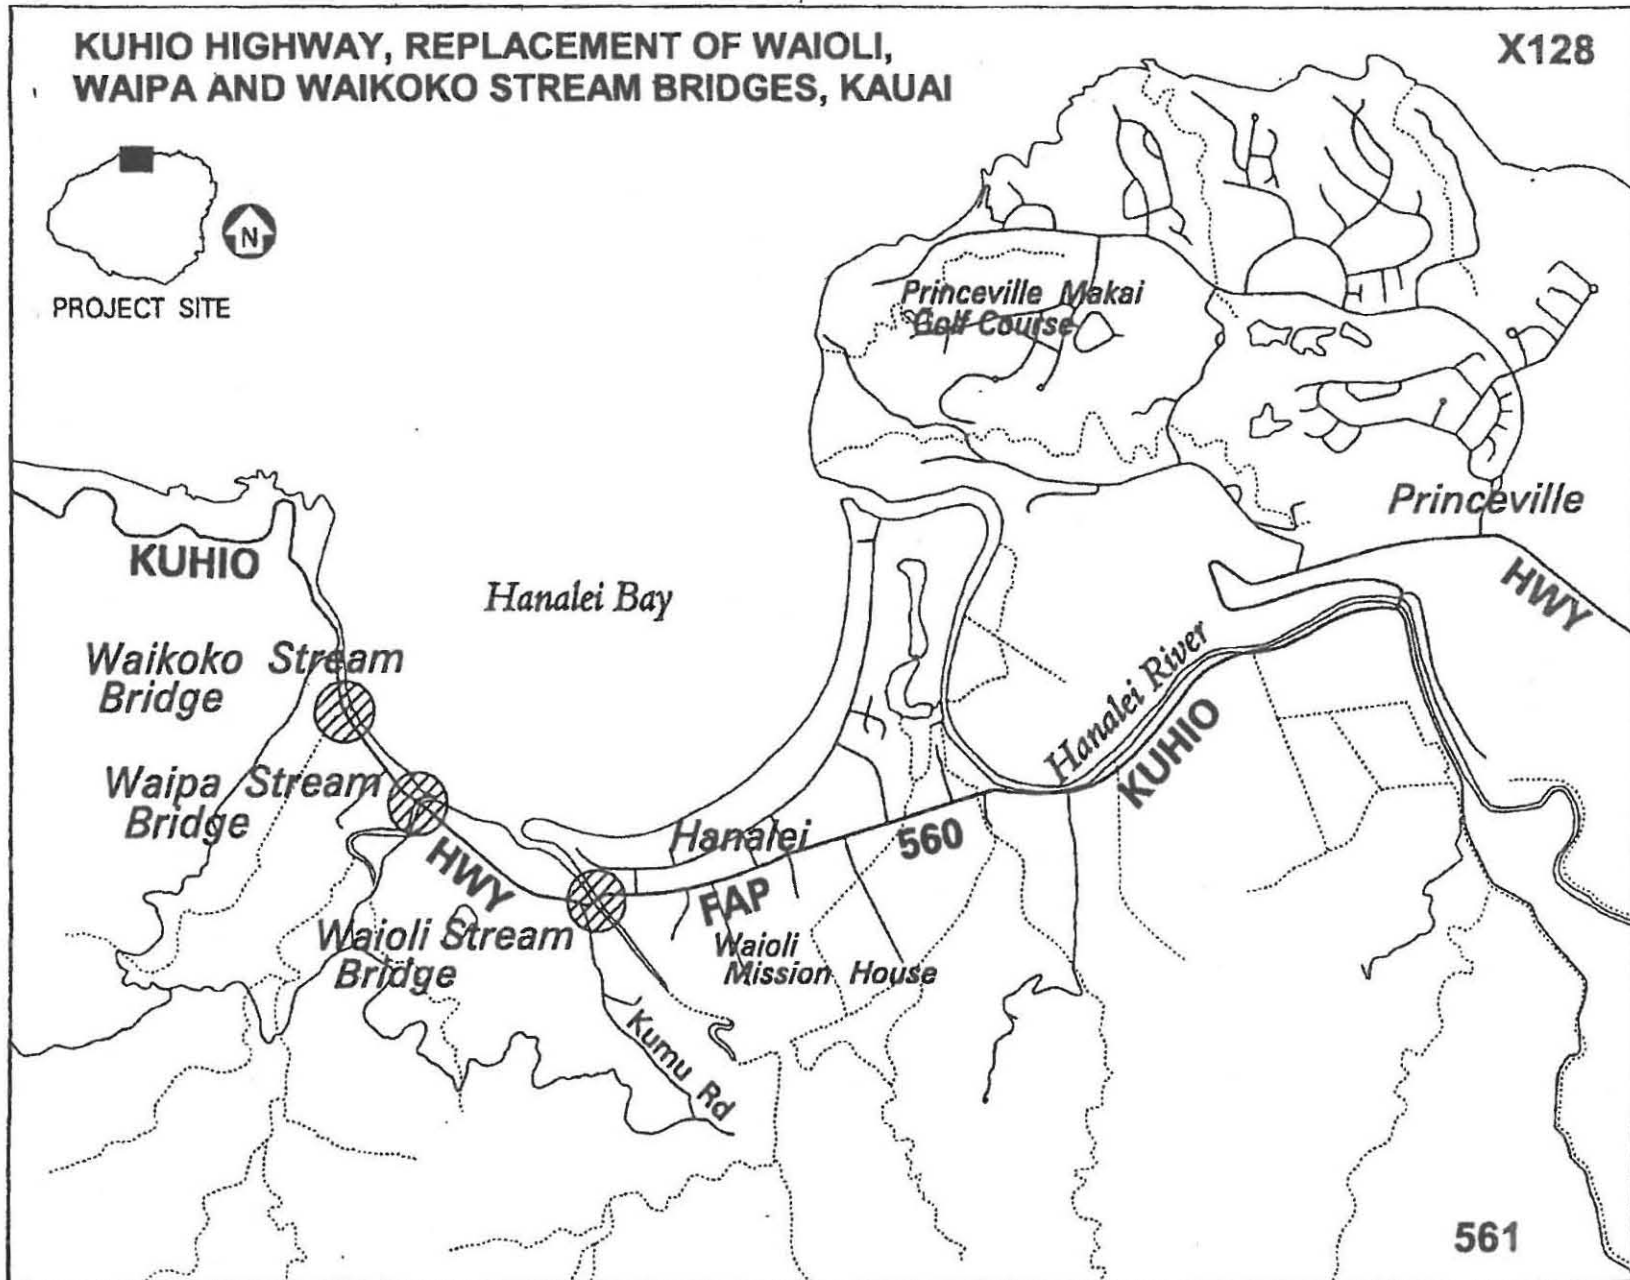 KUHIO HIGHWAY, REPLACEMENT OF WAIOLI,
WAIPA AND WAIKOKO STREAM BRIDGES, KAUAI
X128
N
PROJECT SITE
Princeville Makai
Golf Course
Princeville
KUHIO
HWY
Hanalei Bay
Waikoko Stream
Bridge
Hanalei River
KUHIO
Waipa Stream
Bridge
Hanalei
560
HWY
FAP
Waioli Stream
Bridge
Waioli
Mission House
Kumu Rd
561